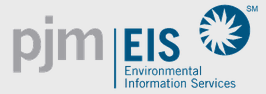 pjm EIS SM
Environmental
Information Services